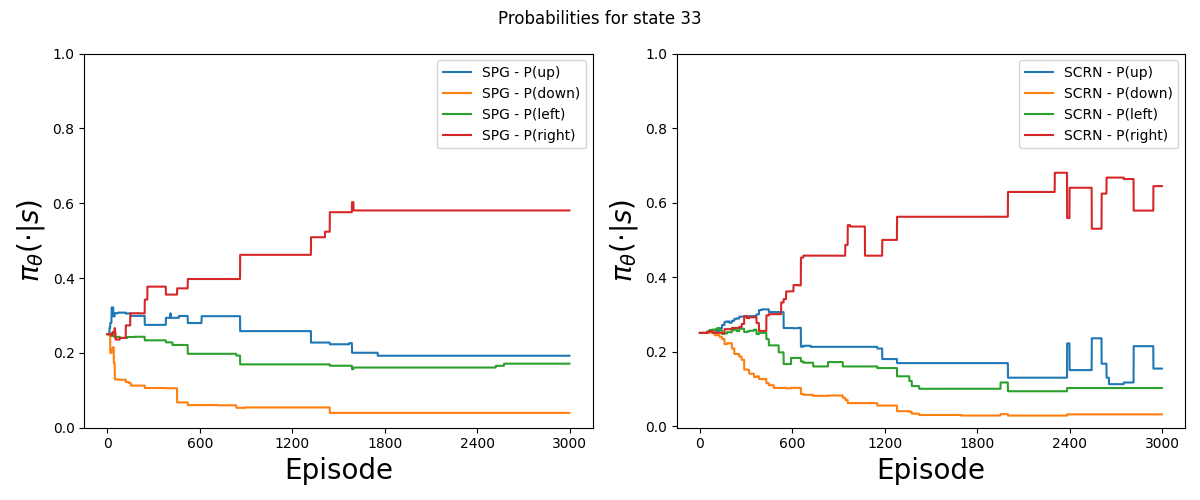 Probabilities for state 33
1.0
0.8
0.6
0.4
0.2
0.0
πθ(·|s)
SPG - P(up)
SPG - P(down)
SPG - P(left)
SPG - P(right)
0 600 1200 1800 2400 3000
Episode
1.0
0.8
0.6
0.4
0.2
0.0
πθ(·|s)
SCRN - P(up)
SCRN - P(down)
SCRN - P(left)
SCRN - P(right)
0 600 1200 1800 2400 3000
Episode